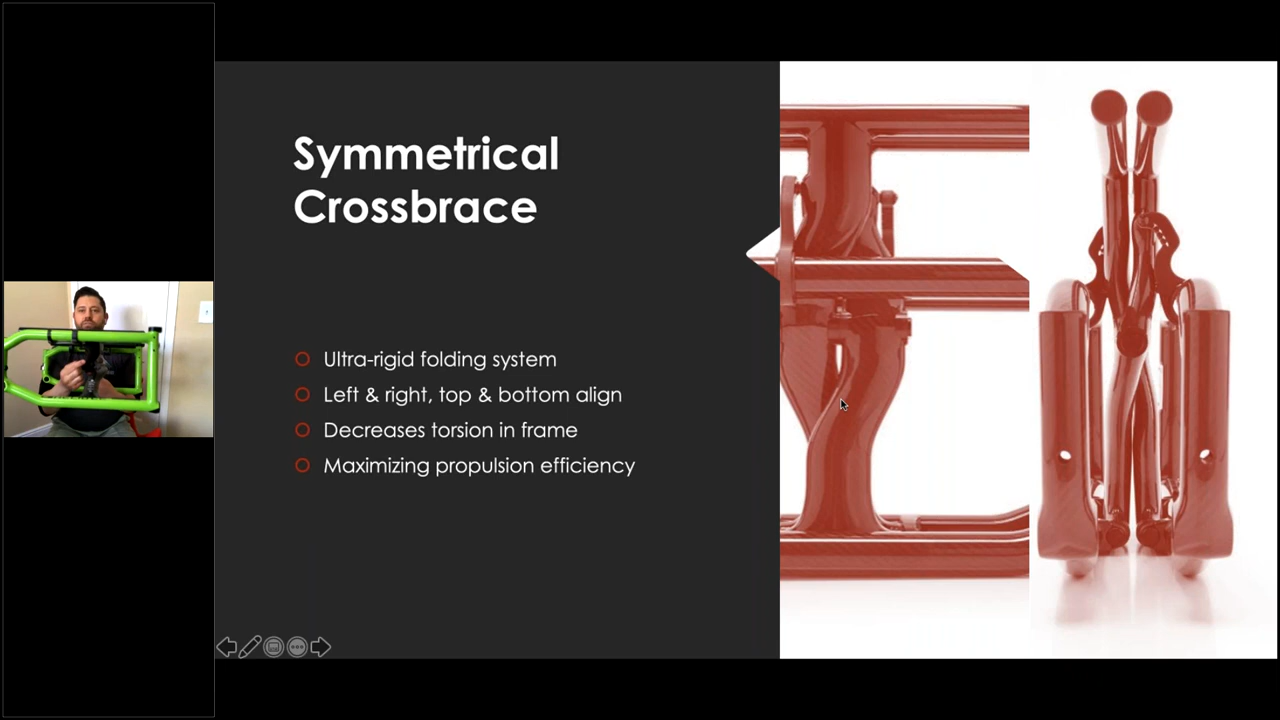 Symmetrical
Crossbrace
Ultra-rigid folding system
Left & right, top & bottom align
Decreases torsion in frame
Maximizing propulsion efficiency